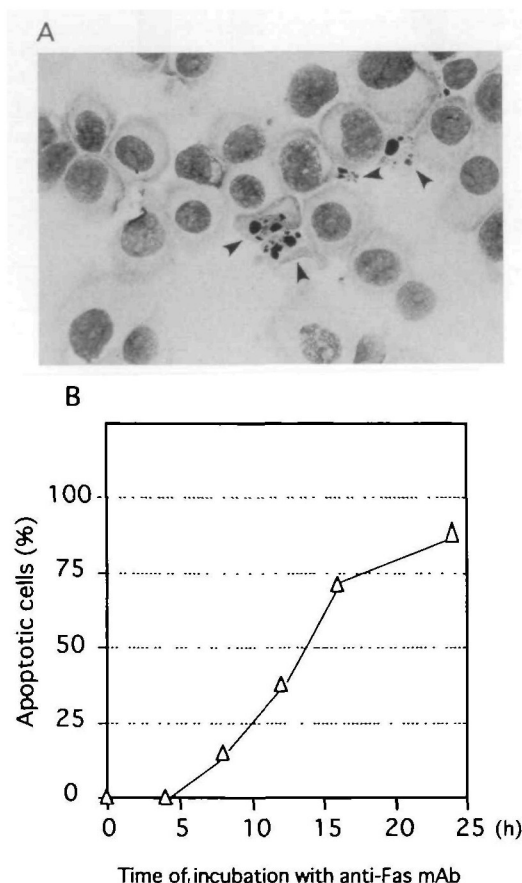 A
B
Apoptotic cells (%)
100
75
50
25
0
0 5 10 15 20 25 (h)
Time of incubation with anti-Fas mAb